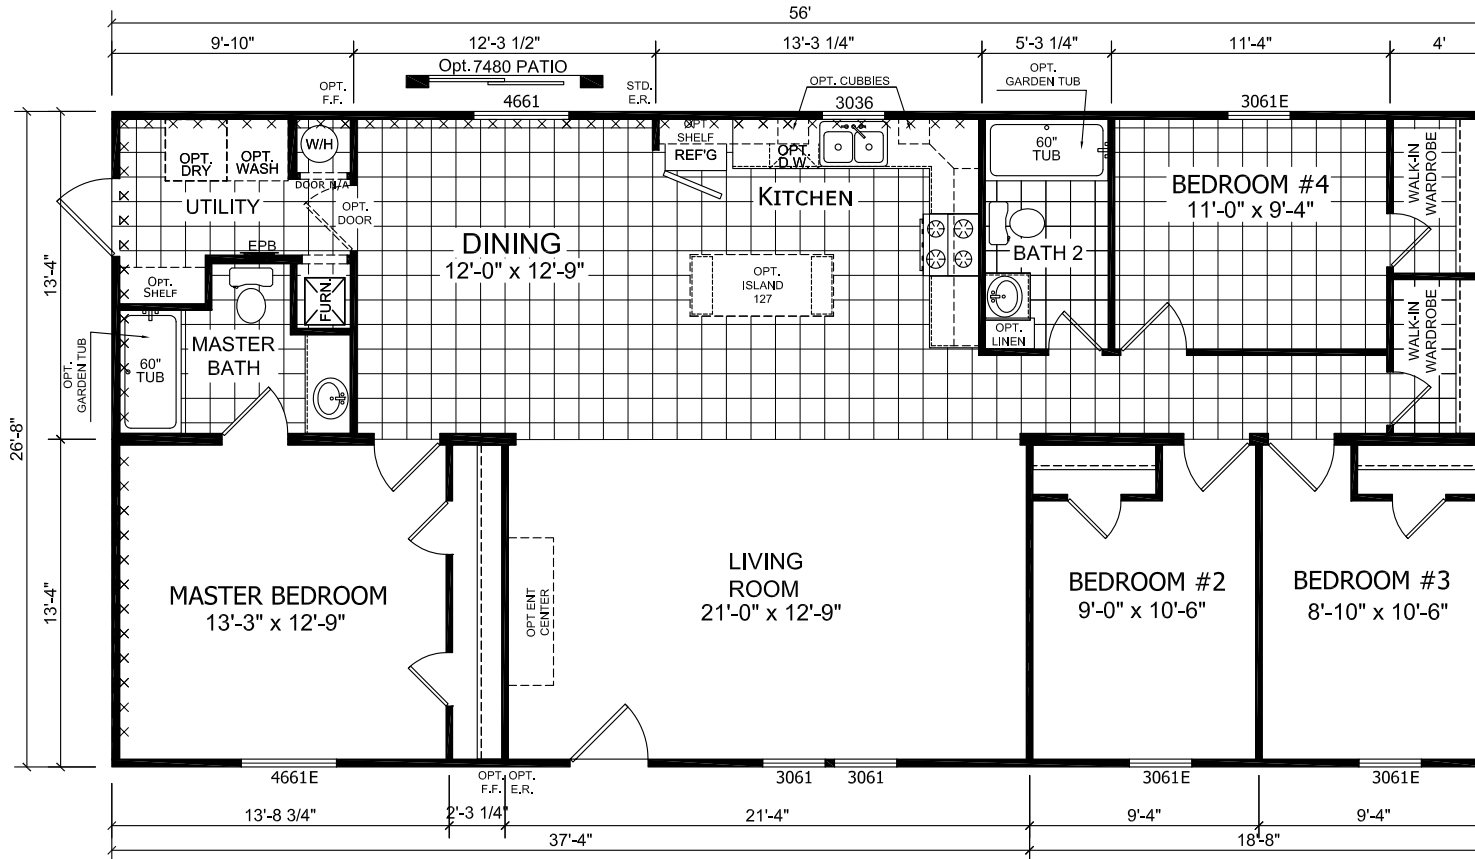 56'
9'-10"
12'-3 1/2"
13'-3 1/4"
5'-3 1/4"
11'-4"
4'
Opt. 7480 PATIO
OPT.
F.F.
STD.
E.R.
OPT. CUBBIES
OPT.
GARDEN TUB
4661
3036
3061E
OPT.
DRY
OPT.
WASH
W/H
DOOR N/A
UTILITY
OPT.
DOOR
EPB
OPT.
SHELF
FURN.
MASTER
BATH
60"
TUB
OPT.
GARDEN TUB
DINING
12'-0" x 12'-9"
OPT
SHELF
REF'G
OPT.
D.W.
KITCHEN
OPT.
ISLAND
127
60"
TUB
BATH 2
OPT.
LINEN
BEDROOM #4
11'-0" x 9'-4"
WALK-IN
WARDROBE
WALK-IN
WARDROBE
26'-8"
13'-4"
13'-4"
MASTER BEDROOM
13'-3" x 12'-9"
OPT ENT
CENTER
LIVING
ROOM
21'-0" x 12'-9"
BEDROOM #2
9'-0" x 10'-6"
BEDROOM #3
8'-10" x 10'-6"
4661E
OPT.
F.F.
OPT.
E.R.
3061
3061
3061E
3061E
13'-8 3/4"
2'-3 1/4"
21'-4"
9'-4"
9'-4"
37'-4"
18'-8"